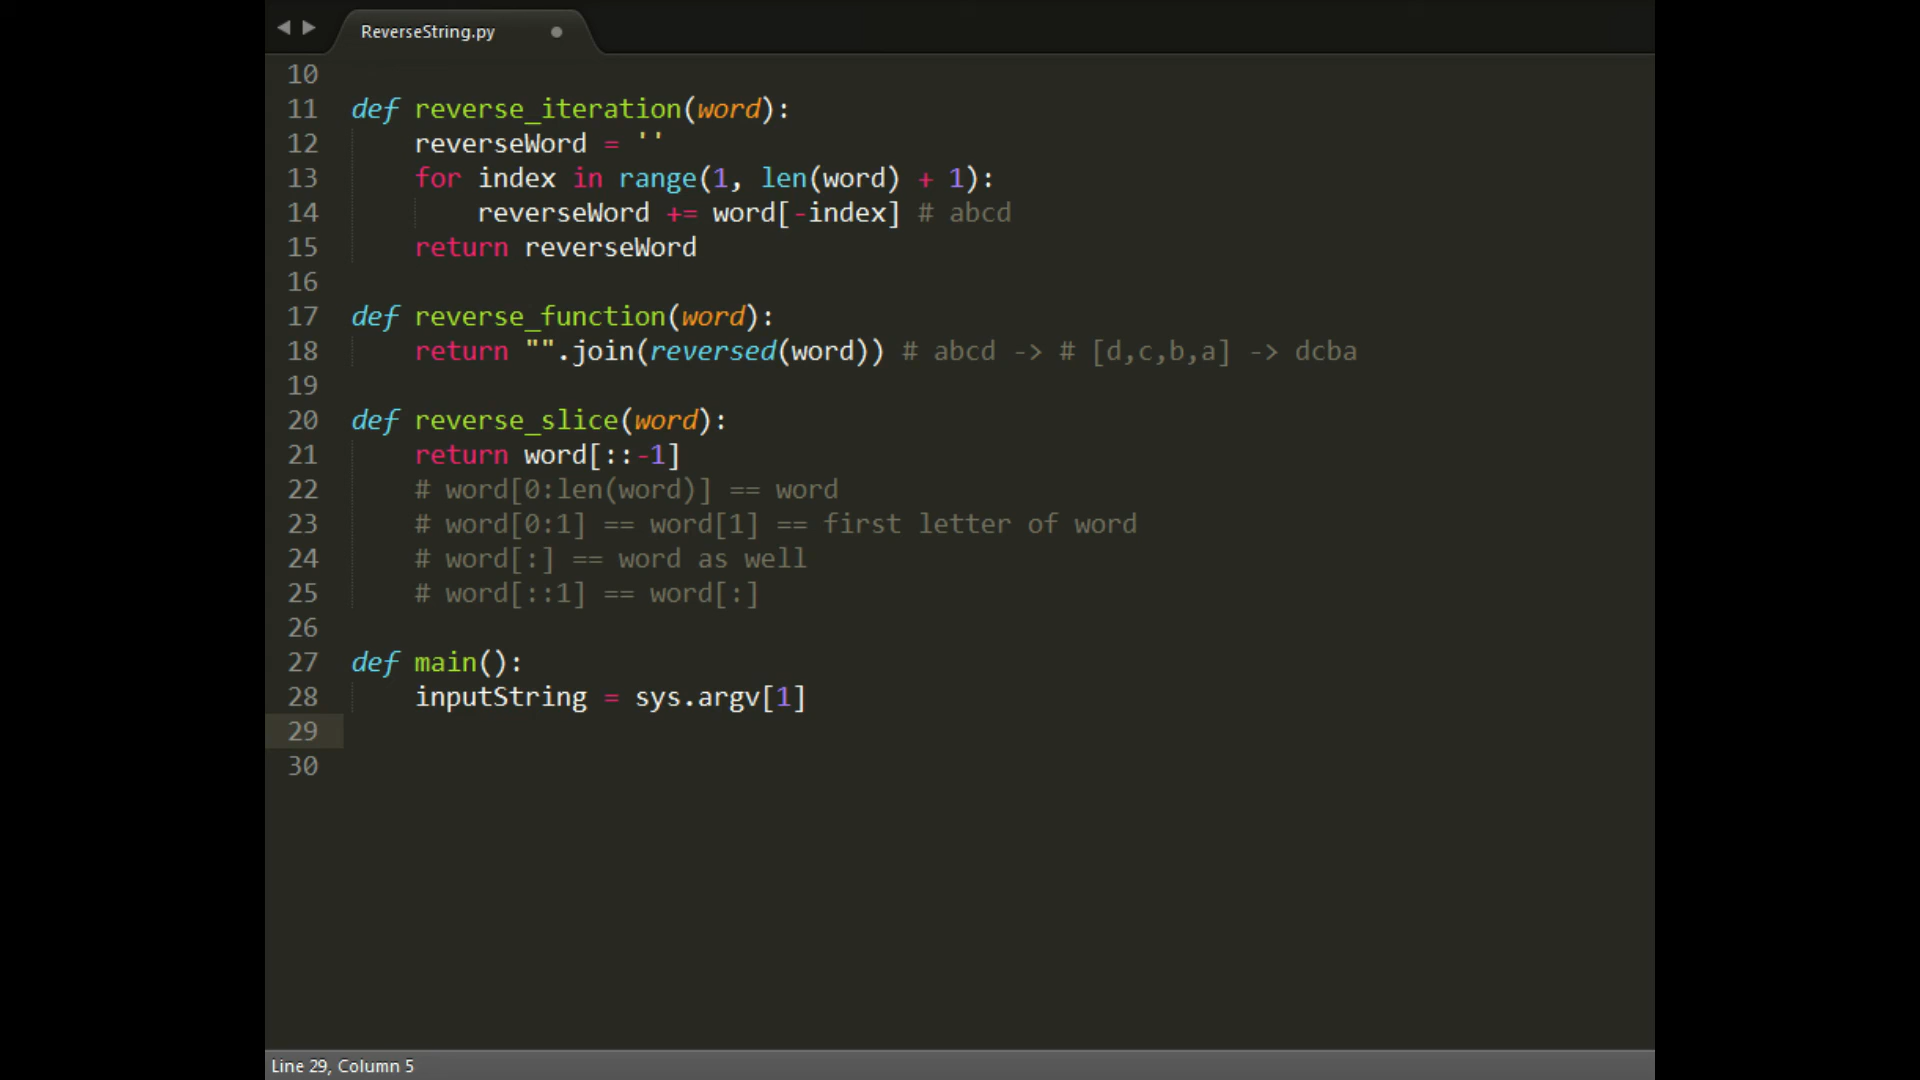 ReverseString.py
10
11 def reverse_iteration(word):
12     reverseWord = ''
13     for index in range(1, len(word) + 1):
14         reverseWord += word[-index] # abcd
15     return reverseWord
16
17 def reverse_function(word):
18     return "".join(reversed(word)) # abcd -> # [d,c,b,a] -> dcba
19
20 def reverse_slice(word):
21     return word[::-1]
22     # word[0:len(word)] == word
23     # word[0:1] == word[1] == first letter of word
24     # word[:] == word as well
25     # word[::1] == word[:]
26
27 def main():
28     inputString = sys.argv[1]
29
30
Line 29, Column 5